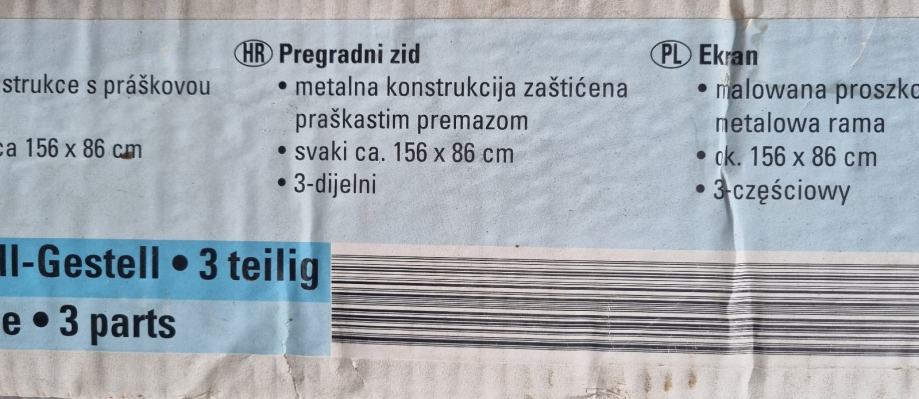 strukce s práškovou
ca 156 x 86 cm
HR Pregradni zid
• metalna konstrukcija zaštićena
praškastim premazom
• svaki ca. 156 x 86 cm
• 3-dijelni
PL Ekran
• malowana proszko
metalowa rama
• ok. 156 x 86 cm
• 3-częściowy
ll-Gestell • 3 teilig
e • 3 parts